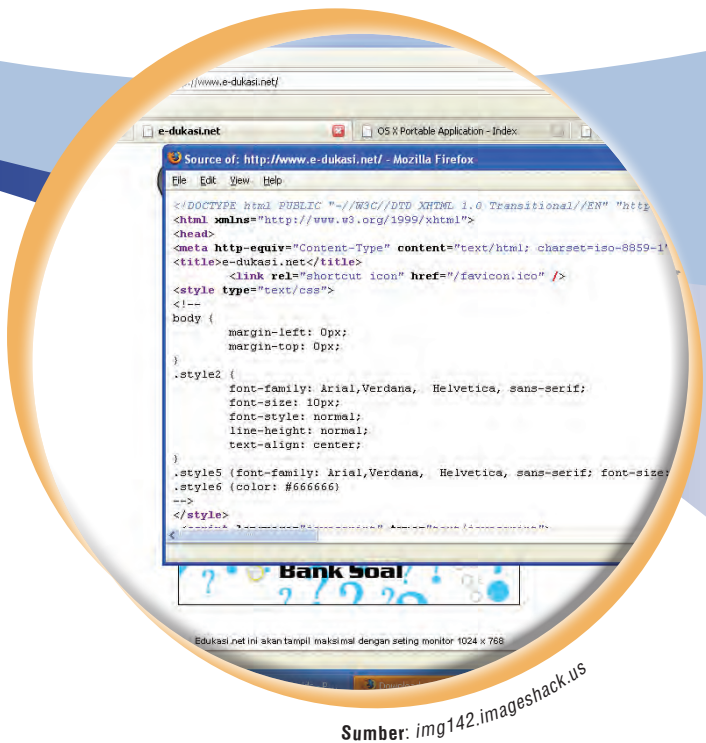 ://www.e-dukasi.net/
e-dukasi.net OS X Portable Application - Index
Source of: http://www.e-dukasi.net/ - Mozilla Firefox
File Edit View Help
<!DOCTYPE html PUBLIC "-//W3C//DTD XHTML 1.0 Transitional//EN" "http
<html xmlns="http://www.w3.org/1999/xhtml">
<head>
<meta http-equiv="Content-Type" content="text/html; charset=iso-8859-1"
<title>e-dukasi.net</title>
<link rel="shortcut icon" href="/favicon.ico" />
<style type="text/css">
<!--
body {
margin-left: 0px;
margin-top: 0px;
}
.style2 {
font-family: Arial,Verdana, Helvetica, sans-serif;
font-size: 10px;
font-style: normal;
line-height: normal;
text-align: center;
}
.style5 {font-family: Arial,Verdana, Helvetica, sans-serif; font-size:
.style6 {color: #666666}
-->
</style>
Bank Soal
Edukasi.net ini akan tampil maksimal dengan seting monitor 1024 x 768
Sumber: img142.imageshack.us